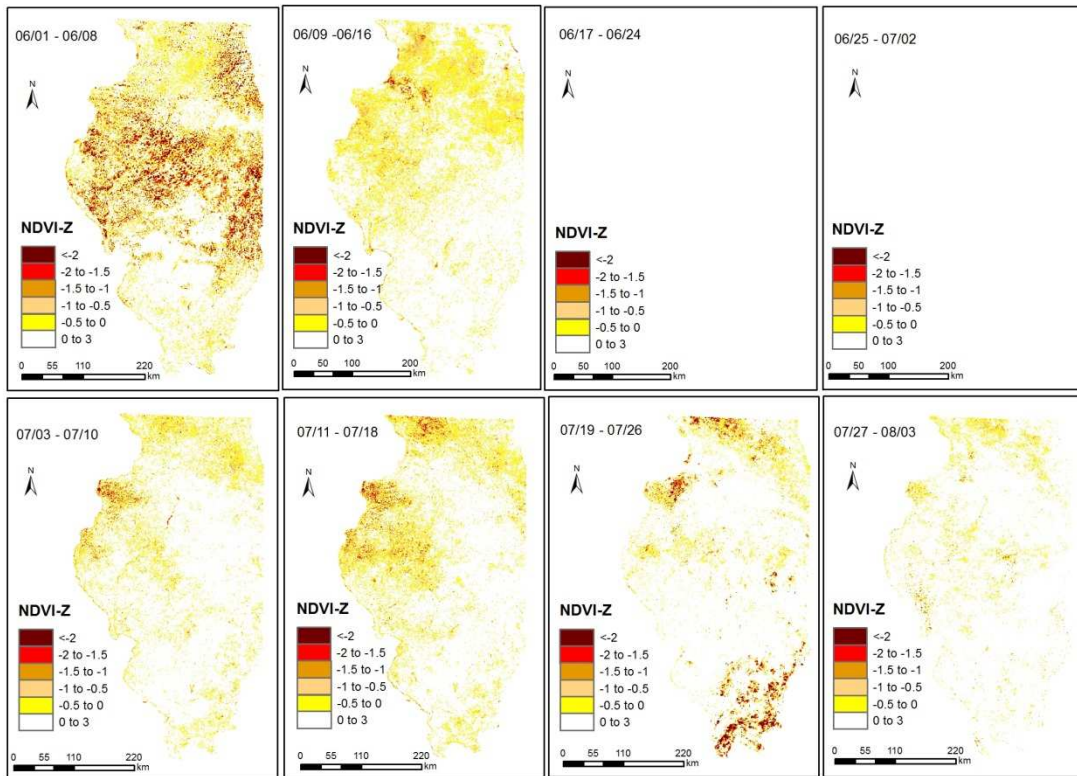 06/01 - 06/08
N
NDVI-Z
<-2
-2 to -1.5
-1.5 to -1
-1 to -0.5
-0.5 to 0
0 to 3
0 55 110 220
km
06/09 -06/16
N
NDVI-Z
<-2
-2 to -1.5
-1.5 to -1
-1 to -0.5
-0.5 to 0
0 to 3
0 50 100 200
km
06/17 - 06/24
N
NDVI-Z
<-2
-2 to -1.5
-1.5 to -1
-1 to -0.5
-0.5 to 0
0 to 3
0 50 100 200
km
06/25 - 07/02
N
NDVI-Z
<-2
-2 to -1.5
-1.5 to -1
-1 to -0.5
-0.5 to 0
0 to 3
0 50 100 200
km
07/03 - 07/10
N
NDVI-Z
<-2
-2 to -1.5
-1.5 to -1
-1 to -0.5
-0.5 to 0
0 to 3
0 55 110 220
km
07/11 - 07/18
N
NDVI-Z
<-2
-2 to -1.5
-1.5 to -1
-1 to -0.5
-0.5 to 0
0 to 3
0 55 110 220
km
07/19 - 07/26
N
NDVI-Z
<-2
-2 to -1.5
-1.5 to -1
-1 to -0.5
-0.5 to 0
0 to 3
0 55 110 220
km
07/27 - 08/03
N
NDVI-Z
<-2
-2 to -1.5
-1.5 to -1
-1 to -0.5
-0.5 to 0
0 to 3
0 55 110 220
km